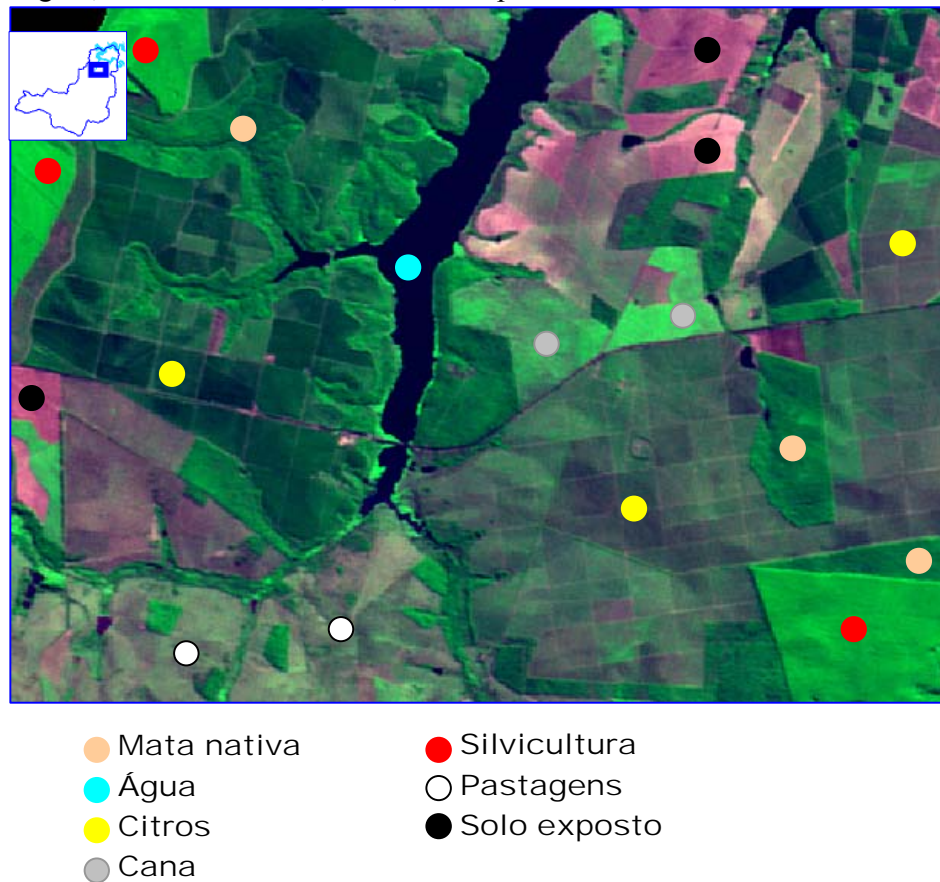 Mata nativa
Água
Citros
Cana
Silvicultura
Pastagens
Solo exposto